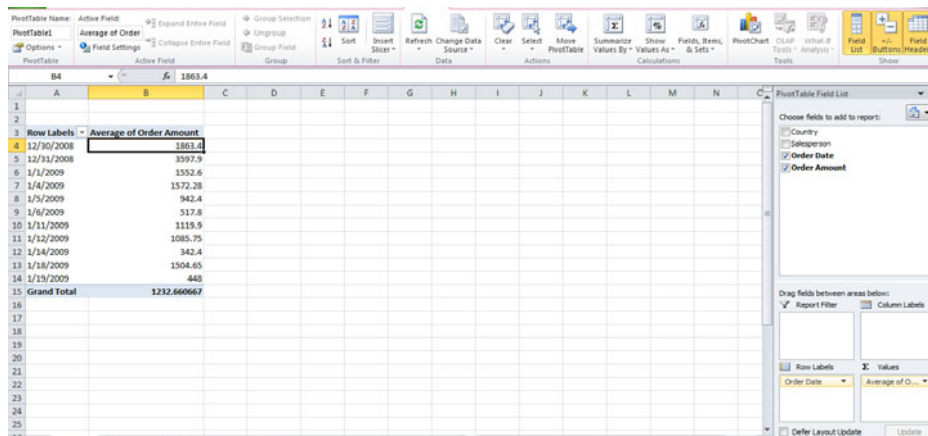 PivotTable Name: Active Field: Expand Entire Field Group Selection
PivotTable1 Average of Order Ungroup Sort Insert Slicer Refresh Change Data Source Clear Select Move PivotTable Summarize Values By Show Values As Fields, Items, & Sets PivotChart OLAP Tools What-If Analysis Field List +/- Buttons Field Header
Options Field Settings Collapse Entire Field Group Field
PivotTable Active Field Group Sort & Filter Data Actions Calculations Tools Show
B4 fx 1863.4
A B C D E F G H I J K L M N PivotTable Field List
1
2 Choose fields to add to report:
3 Row Labels Average of Order Amount Country
4 12/30/2008 1863.4 Salesperson
5 12/31/2008 3597.9 Order Date
6 1/1/2009 1552.6 Order Amount
7 1/4/2009 1572.28
8 1/5/2009 942.4
9 1/6/2009 517.8
10 1/11/2009 1119.9
11 1/12/2009 1085.75
12 1/14/2009 342.4
13 1/18/2009 1504.65
14 1/19/2009 448
15 Grand Total 1232.660667 Drag fields between areas below:
16 Report Filter Column Labels
17
18
19
20
21 Row Labels Σ Values
22 Order Date Average of O...
23
24
25
Defer Layout Update Update